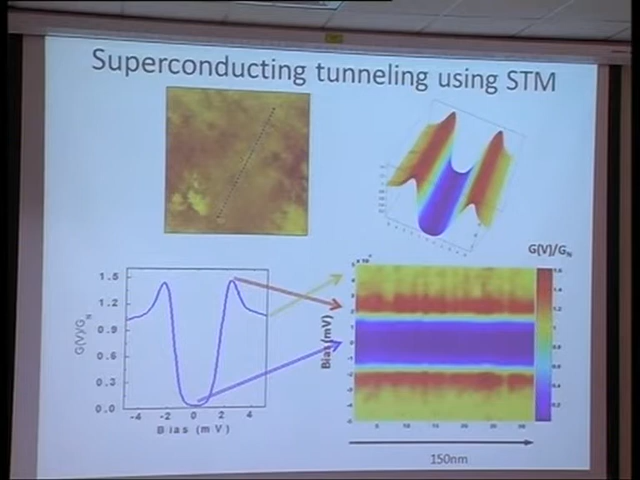 Superconducting tunneling using STM
G(V)/G_N
1.5
1.2
0.9
0.6
0.3
0.0
G(V)/G_N
-4 -2 0 2 4
Bias (mV)
Bias(mV)
150nm